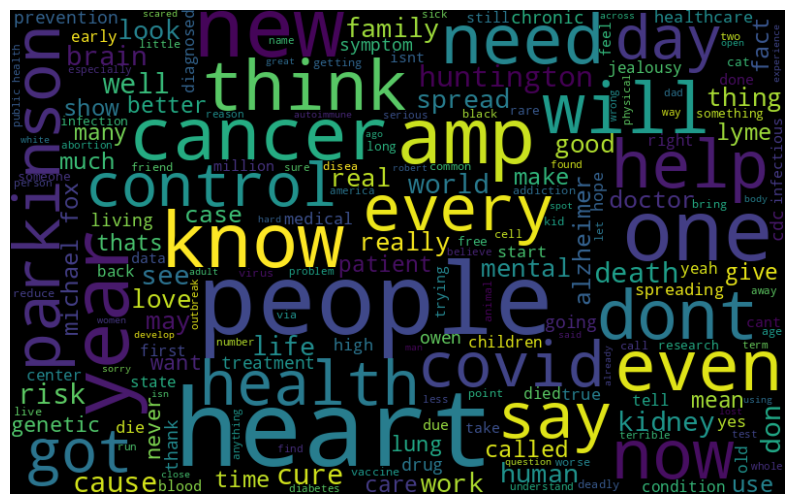 prevention
scared
across
healthcare
new
need
day
early
little
look
family
sick
still
chronic
name
two
open
brain
diagnosed
symptom
isnt
feel
fact
experience
public health
especially
great
getting
jealousy
cat
well
think
huntington
done
thing
show
better
spread
rare
physical
dad
way
will
infection
reason
autoimmune
serious
black
something
wrong
many
cancer
amp
good
lyme
white
abortion
ago
long
common
found
help
right
much
friend
sure
million
disea
real
world
make
doctor
person
someone
america
robert
addiction
bring
body
parkinson
control
every
kid
spot
let hope
cdc
infectious
living
case
hard
medical
cell
free
one
fox
michael
thats
data
know
really
believe
start
alzheimer
back
adult
virus
problem
patient
mental
death
yeah
give
year
see
trying
spreading
away
reduce
love
outbreak
people
animal
dont
women
develop
may
number
via
going
cant
first
want
life
high
owen
children
call
research
term
age
center
sorry
treatment
covid
man
said
already
even
state
isn
health
less
point
died
true
tell
mean
using
risk
live
genetic
die
never
anything
heart
say
kidney
yes
don
run
thank
lung
due
take
called
terrible
test
last
got
close
find
drug
question
worse
human
now
old
whole
cause
blood
time
cure
diabetes
vaccine
care
work
understand
deadly
condition
use